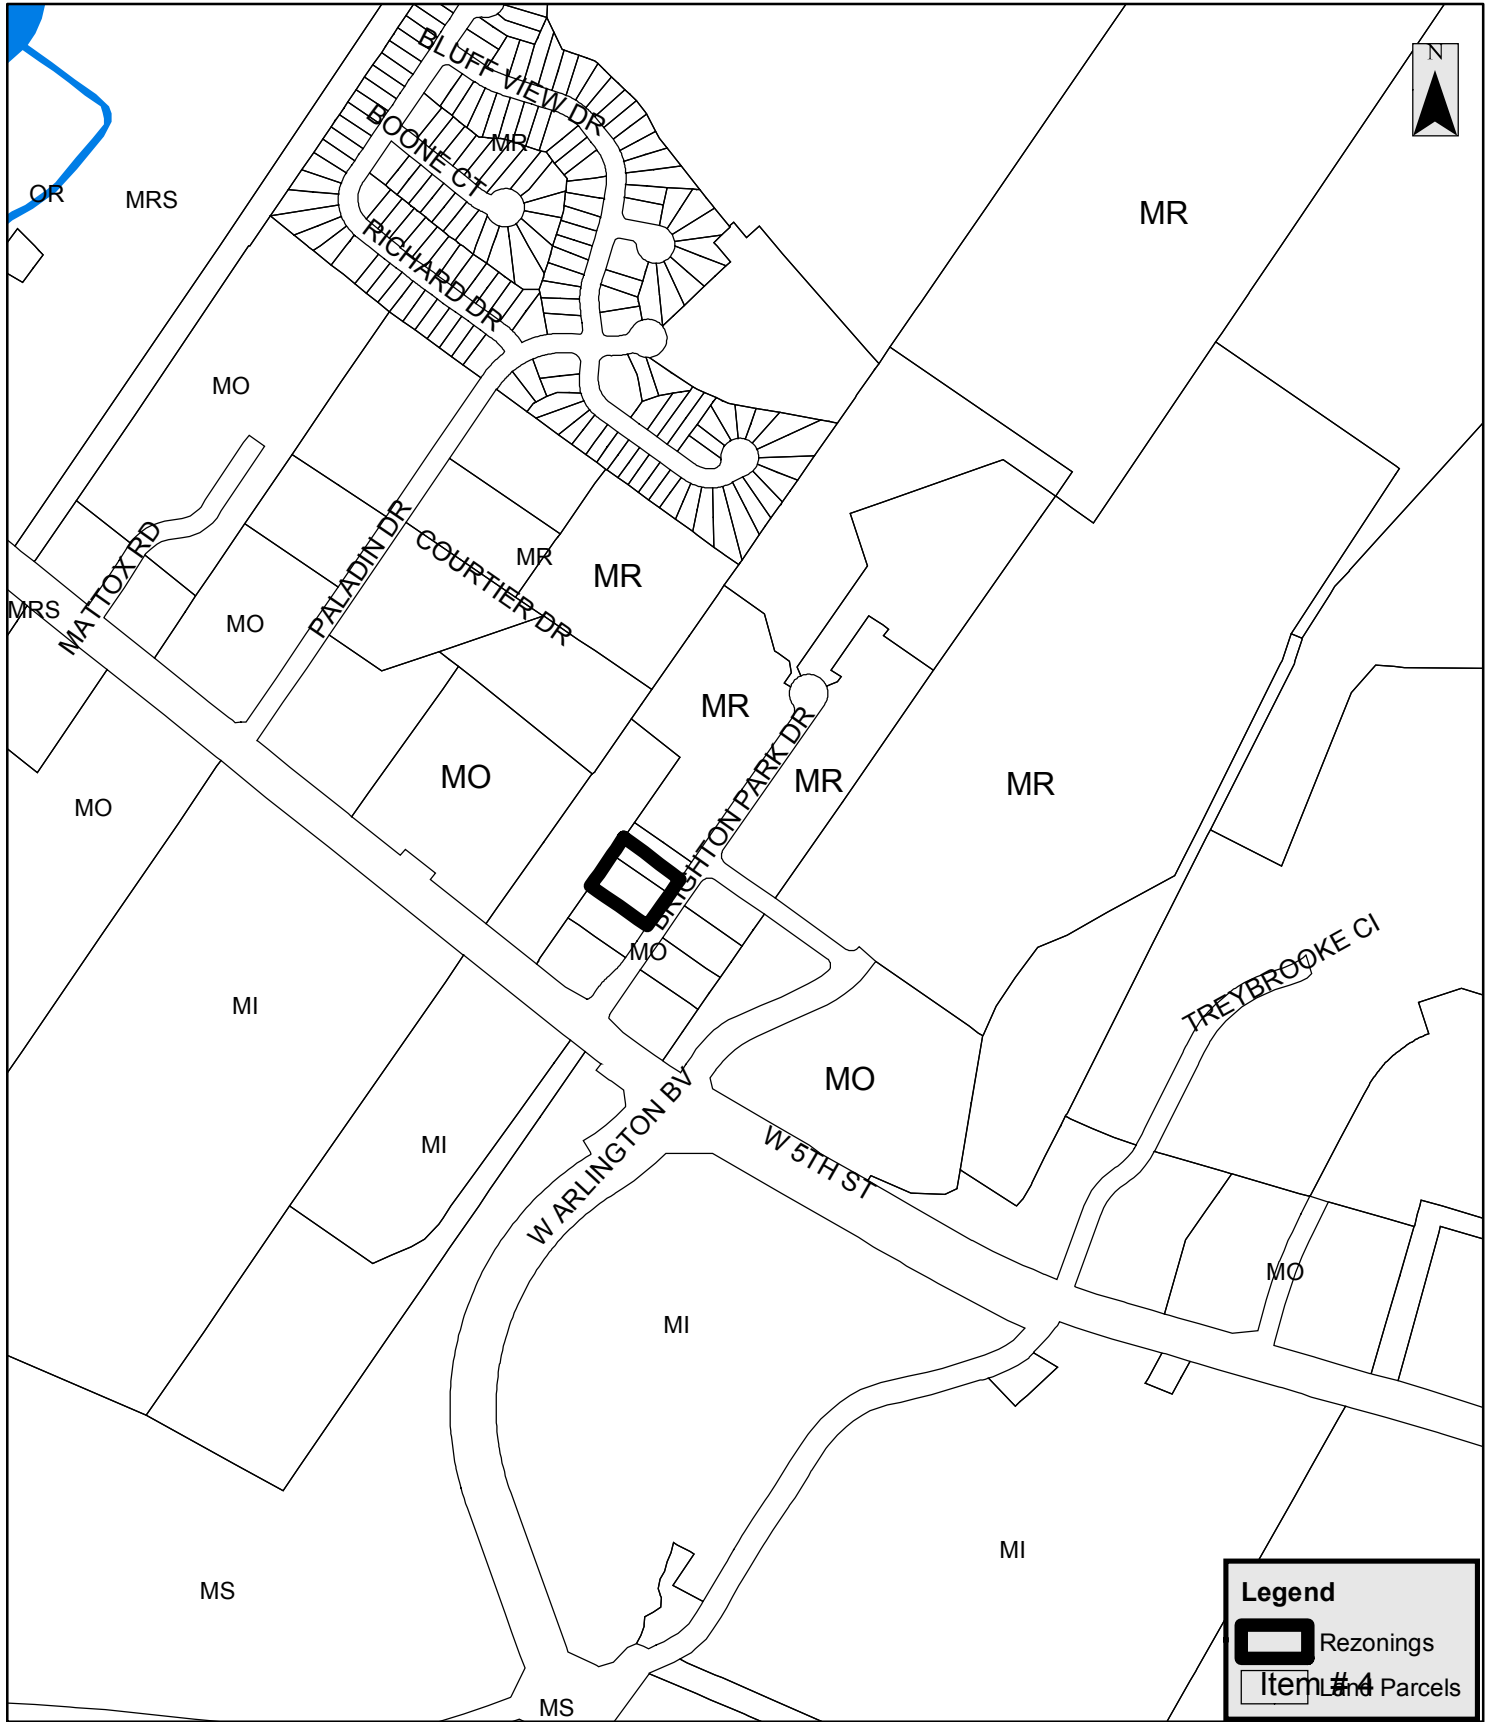 N
BLUFF VIEW DR
BOONE CT
MR
OR
MRS
MR
RICHARD DR
MO
MATTOX RD
PALADIN DR
COURTIER DR
MR
MR
MRS
MO
MR
BRIGHTON PARK DR
MO
MR
MR
MO
MO
TREYBROOKE CI
MI
MO
W ARLINGTON BV
MI
W 5TH ST
MO
MI
MI
MS
MS
Legend
Rezonings
Land Parcels
Item # 4